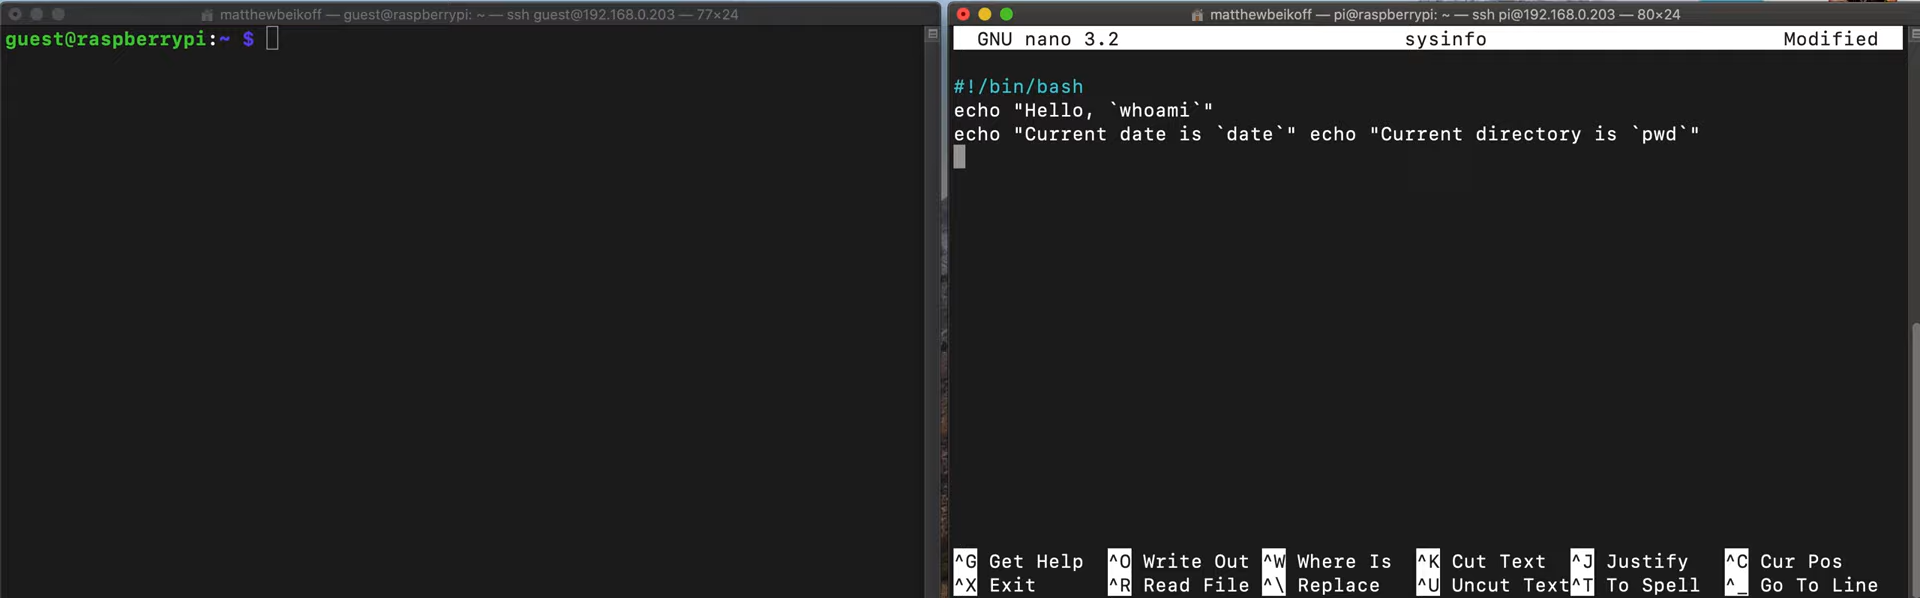 matthewbeikoff — guest@raspberrypi: ~ — ssh guest@192.168.0.203 — 77×24
guest@raspberrypi:~ $
matthewbeikoff — pi@raspberrypi: ~ — ssh pi@192.168.0.203 — 80×24
GNU nano 3.2 sysinfo Modified
#!/bin/bash
echo "Hello, `whoami`"
echo "Current date is `date`" echo "Current directory is `pwd`"
^G Get Help ^O Write Out ^W Where Is ^K Cut Text ^J Justify ^C Cur Pos
^X Exit ^R Read File ^\ Replace ^U Uncut Text ^T To Spell ^_ Go To Line